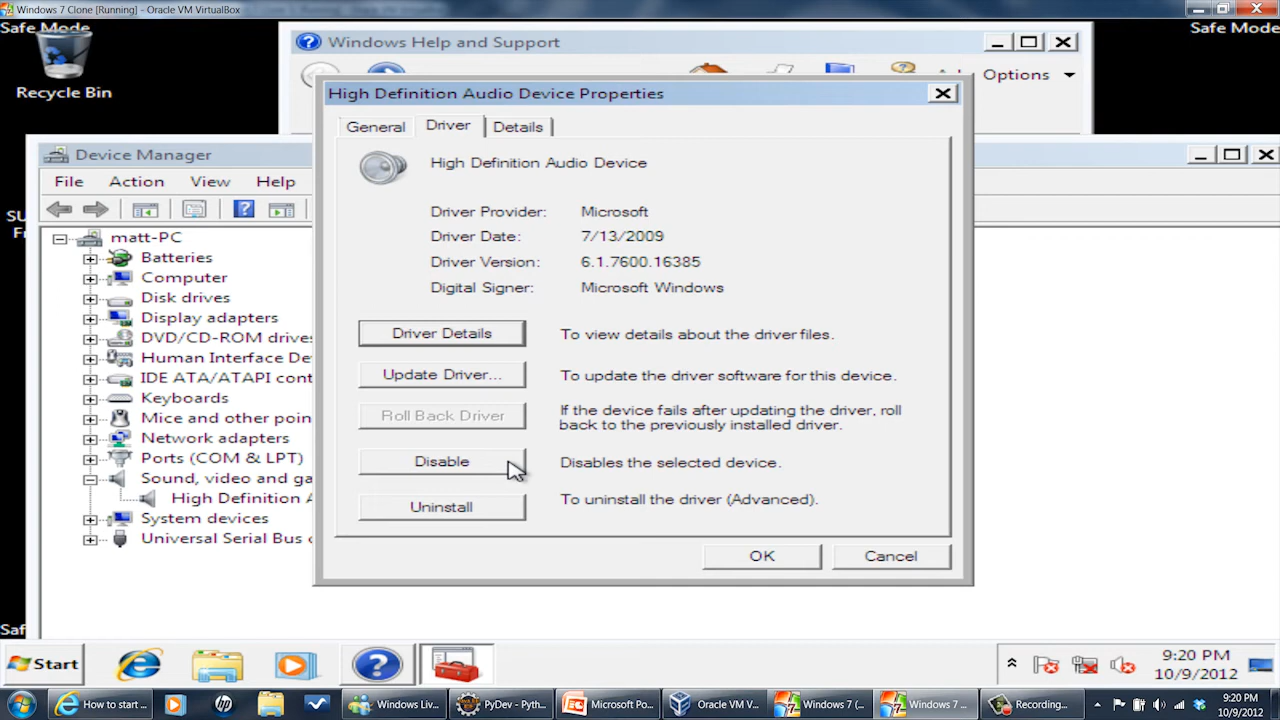 Windows 7 Clone [Running] - Oracle VM VirtualBox
Safe Mode
Safe Mode
Recycle Bin
Windows Help and Support
Options
High Definition Audio Device Properties
General
Driver
Details
High Definition Audio Device
Driver Provider: Microsoft
Driver Date: 7/13/2009
Driver Version: 6.1.7600.16385
Digital Signer: Microsoft Windows
Driver Details
To view details about the driver files.
Update Driver...
To update the driver software for this device.
Roll Back Driver
If the device fails after updating the driver, roll
back to the previously installed driver.
Disable
Disables the selected device.
Uninstall
To uninstall the driver (Advanced).
OK
Cancel
Device Manager
File Action View Help
matt-PC
Batteries
Computer
Disk drives
Display adapters
DVD/CD-ROM drives
Human Interface De
IDE ATA/ATAPI cont
Keyboards
Mice and other poin
Network adapters
Ports (COM & LPT)
Sound, video and ga
High Definition A
System devices
Universal Serial Bus c
Start
9:20 PM
10/9/2012
How to start ...
Windows Liv...
PyDev - Pyth...
Microsoft Po...
Oracle VM V...
Windows 7 (...
Windows 7 ...
Recording...
9:20 PM
10/9/2012